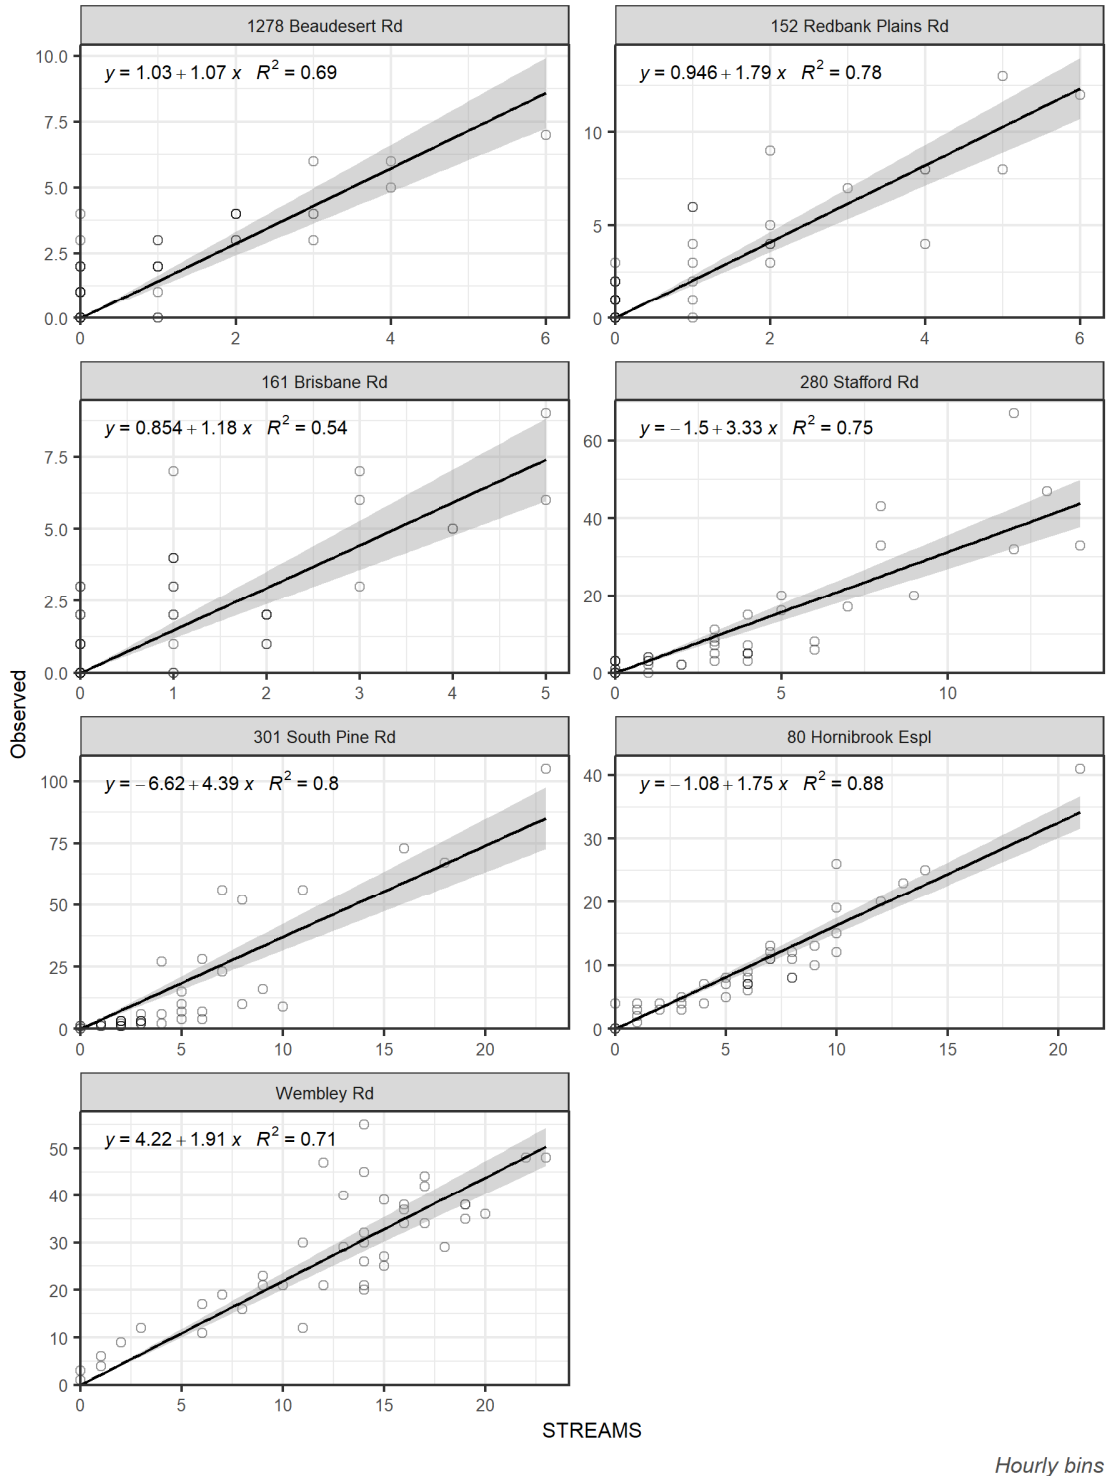 1278 Beaudesert Rd
y = 1.03 + 1.07 x R² = 0.69
10.0
7.5
5.0
2.5
0.0
0 2 4 6
152 Redbank Plains Rd
y = 0.946 + 1.79 x R² = 0.78
10
5
0
0 2 4 6
161 Brisbane Rd
y = 0.854 + 1.18 x R² = 0.54
7.5
5.0
2.5
0.0
0 1 2 3 4 5
280 Stafford Rd
y = −1.5 + 3.33 x R² = 0.75
60
40
20
0
0 5 10
Observed
301 South Pine Rd
y = −6.62 + 4.39 x R² = 0.8
100
75
50
25
0
0 5 10 15 20
80 Hornibrook Espl
y = −1.08 + 1.75 x R² = 0.88
40
30
20
10
0
0 5 10 15 20
Wembley Rd
y = 4.22 + 1.91 x R² = 0.71
50
40
30
20
10
0
0 5 10 15 20
STREAMS
Hourly bins